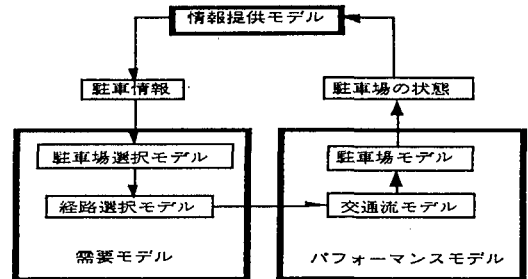 情報提供モデル
駐車情報
駐車場の状態
駐車場選択モデル
駐車場モデル
経路選択モデル
交通流モデル
需要モデル
パフォーマンスモデル